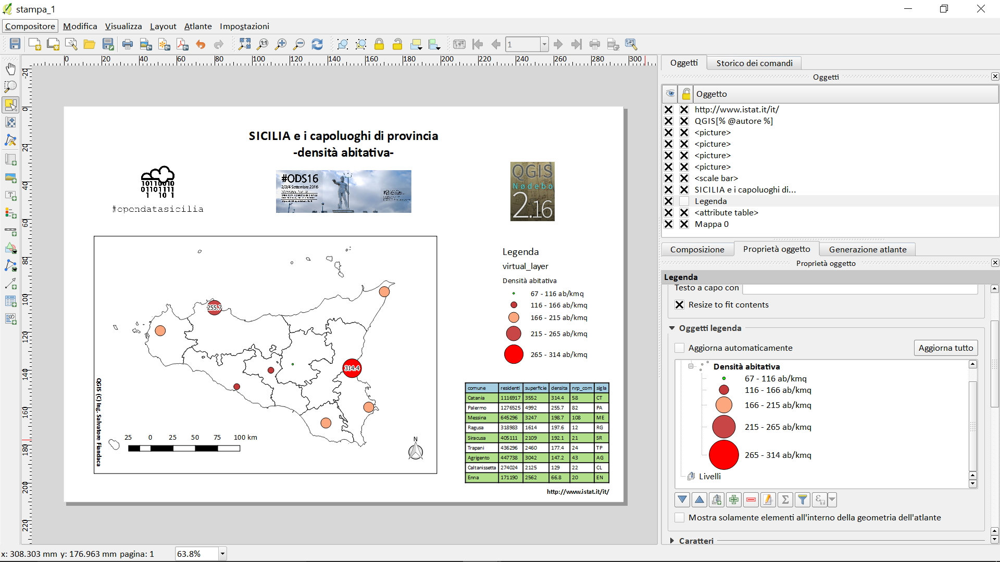 stampa_1
Compositore Modifica Visualizza Layout Atlante Impostazioni
1
0 20 40 60 80 100 120 140 160 180 200 220 240 260 280 300
-20
0
20
40
60
80
100
120
140
160
180
200
220
SICILIA e i capoluoghi di provincia
-densità abitativa-
10110010
01101111
1 10 1
#opendatasicilia
#ODS16
2/3/4 Settembre 2016
Messina, Sicilia
QGIS
Nødebo
2.16
255.7
314.4
QGIS (C) Ing. Salvatore Fiandaca
25 0 25 50 75 100 km
N
Legenda
virtual_layer
Densità abitativa
67 - 116 ab/kmq
116 - 166 ab/kmq
166 - 215 ab/kmq
215 - 265 ab/kmq
265 - 314 ab/kmq
comune residenti superficie densita nrp_com sigla
Catania 1116917 3552 314.4 58 CT
Palermo 1276525 4992 255.7 82 PA
Messina 645296 3247 198.7 108 ME
Ragusa 318983 1614 197.6 12 RG
Siracusa 405111 2109 192.1 21 SR
Trapani 436296 2460 177.4 24 TP
Agrigento 447738 3042 147.2 43 AG
Caltanissetta 274024 2125 129 22 CL
Enna 171190 2562 66.8 20 EN
http://www.istat.it/it/
Oggetti Storico dei comandi
Oggetti
Oggetto
http://www.istat.it/it/
QGIS[% @autore %]
<picture>
<picture>
<picture>
<picture>
<scale bar>
SICILIA e i capoluoghi di...
Legenda
<attribute table>
Mappa 0
Composizione Proprietà oggetto Generazione atlante
Proprietà oggetto
Legenda
Testo a capo con
Resize to fit contents
Oggetti legenda
Aggiorna automaticamente Aggiorna tutto
Densità abitativa
67 - 116 ab/kmq
116 - 166 ab/kmq
166 - 215 ab/kmq
215 - 265 ab/kmq
265 - 314 ab/kmq
Livelli
Mostra solamente elementi all'interno della geometria dell'atlante
Caratteri
x: 308.303 mm y: 176.963 mm pagina: 1 63.8%